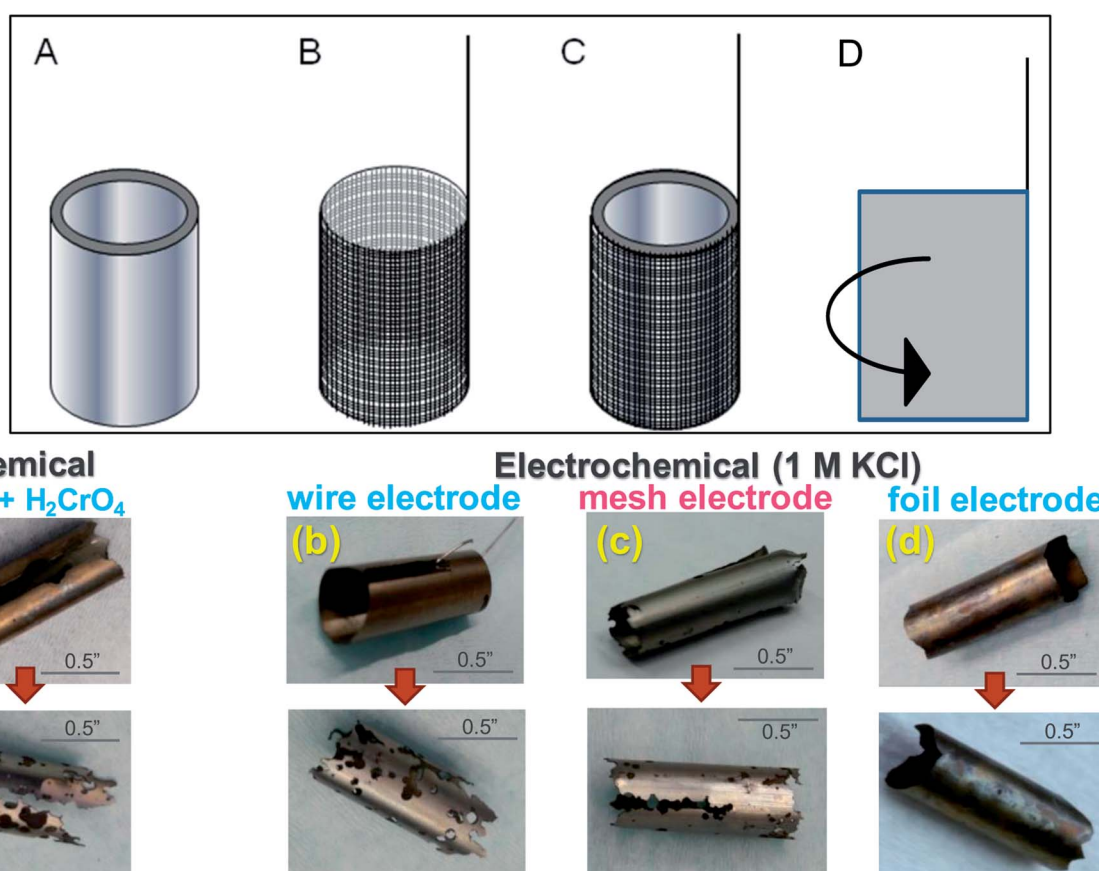 A B C D
emical
Electrochemical (1 M KCl)
+ H₂CrO₄
wire electrode
mesh electrode
foil electrode
(b)
(c)
(d)
0.5”
0.5”
0.5”
0.5”
0.5”
0.5”
0.5”
0.5”